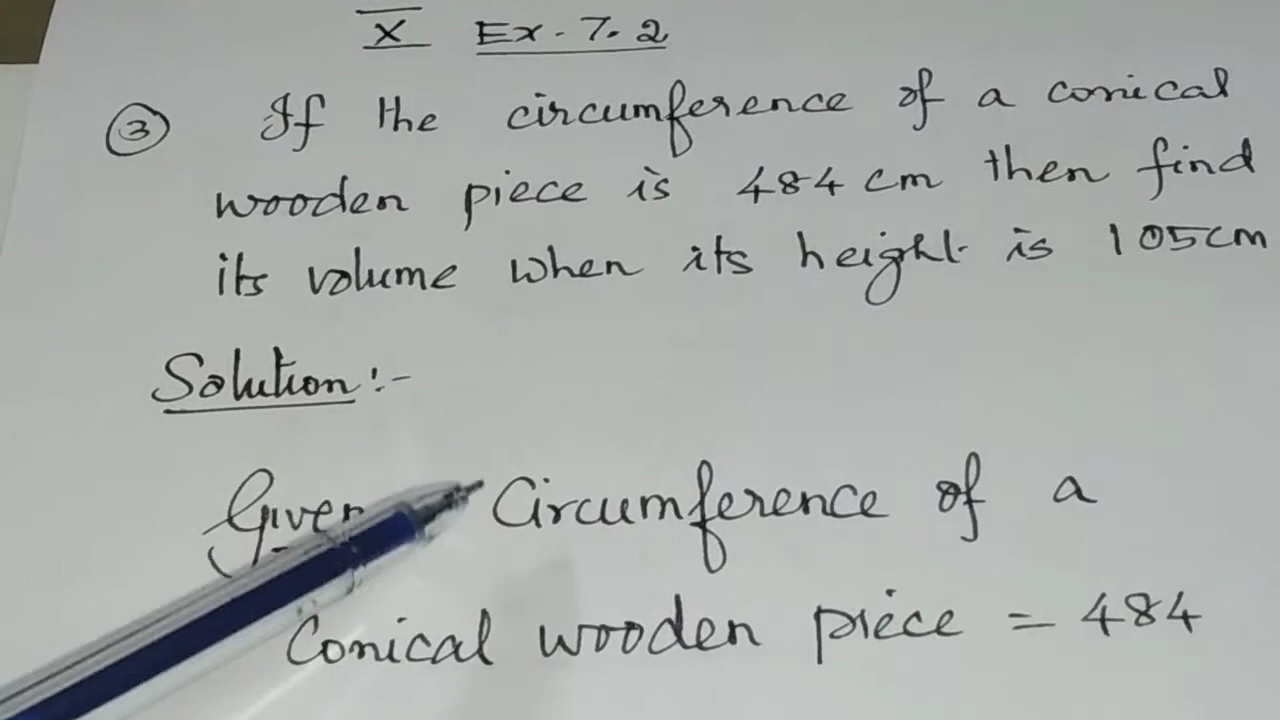 X Ex-7.2
③ If the circumference of a conical
wooden piece is 484 cm then find
its volume when its height is 105cm
Solution:-
Given Circumference of a
Conical wooden piece = 484